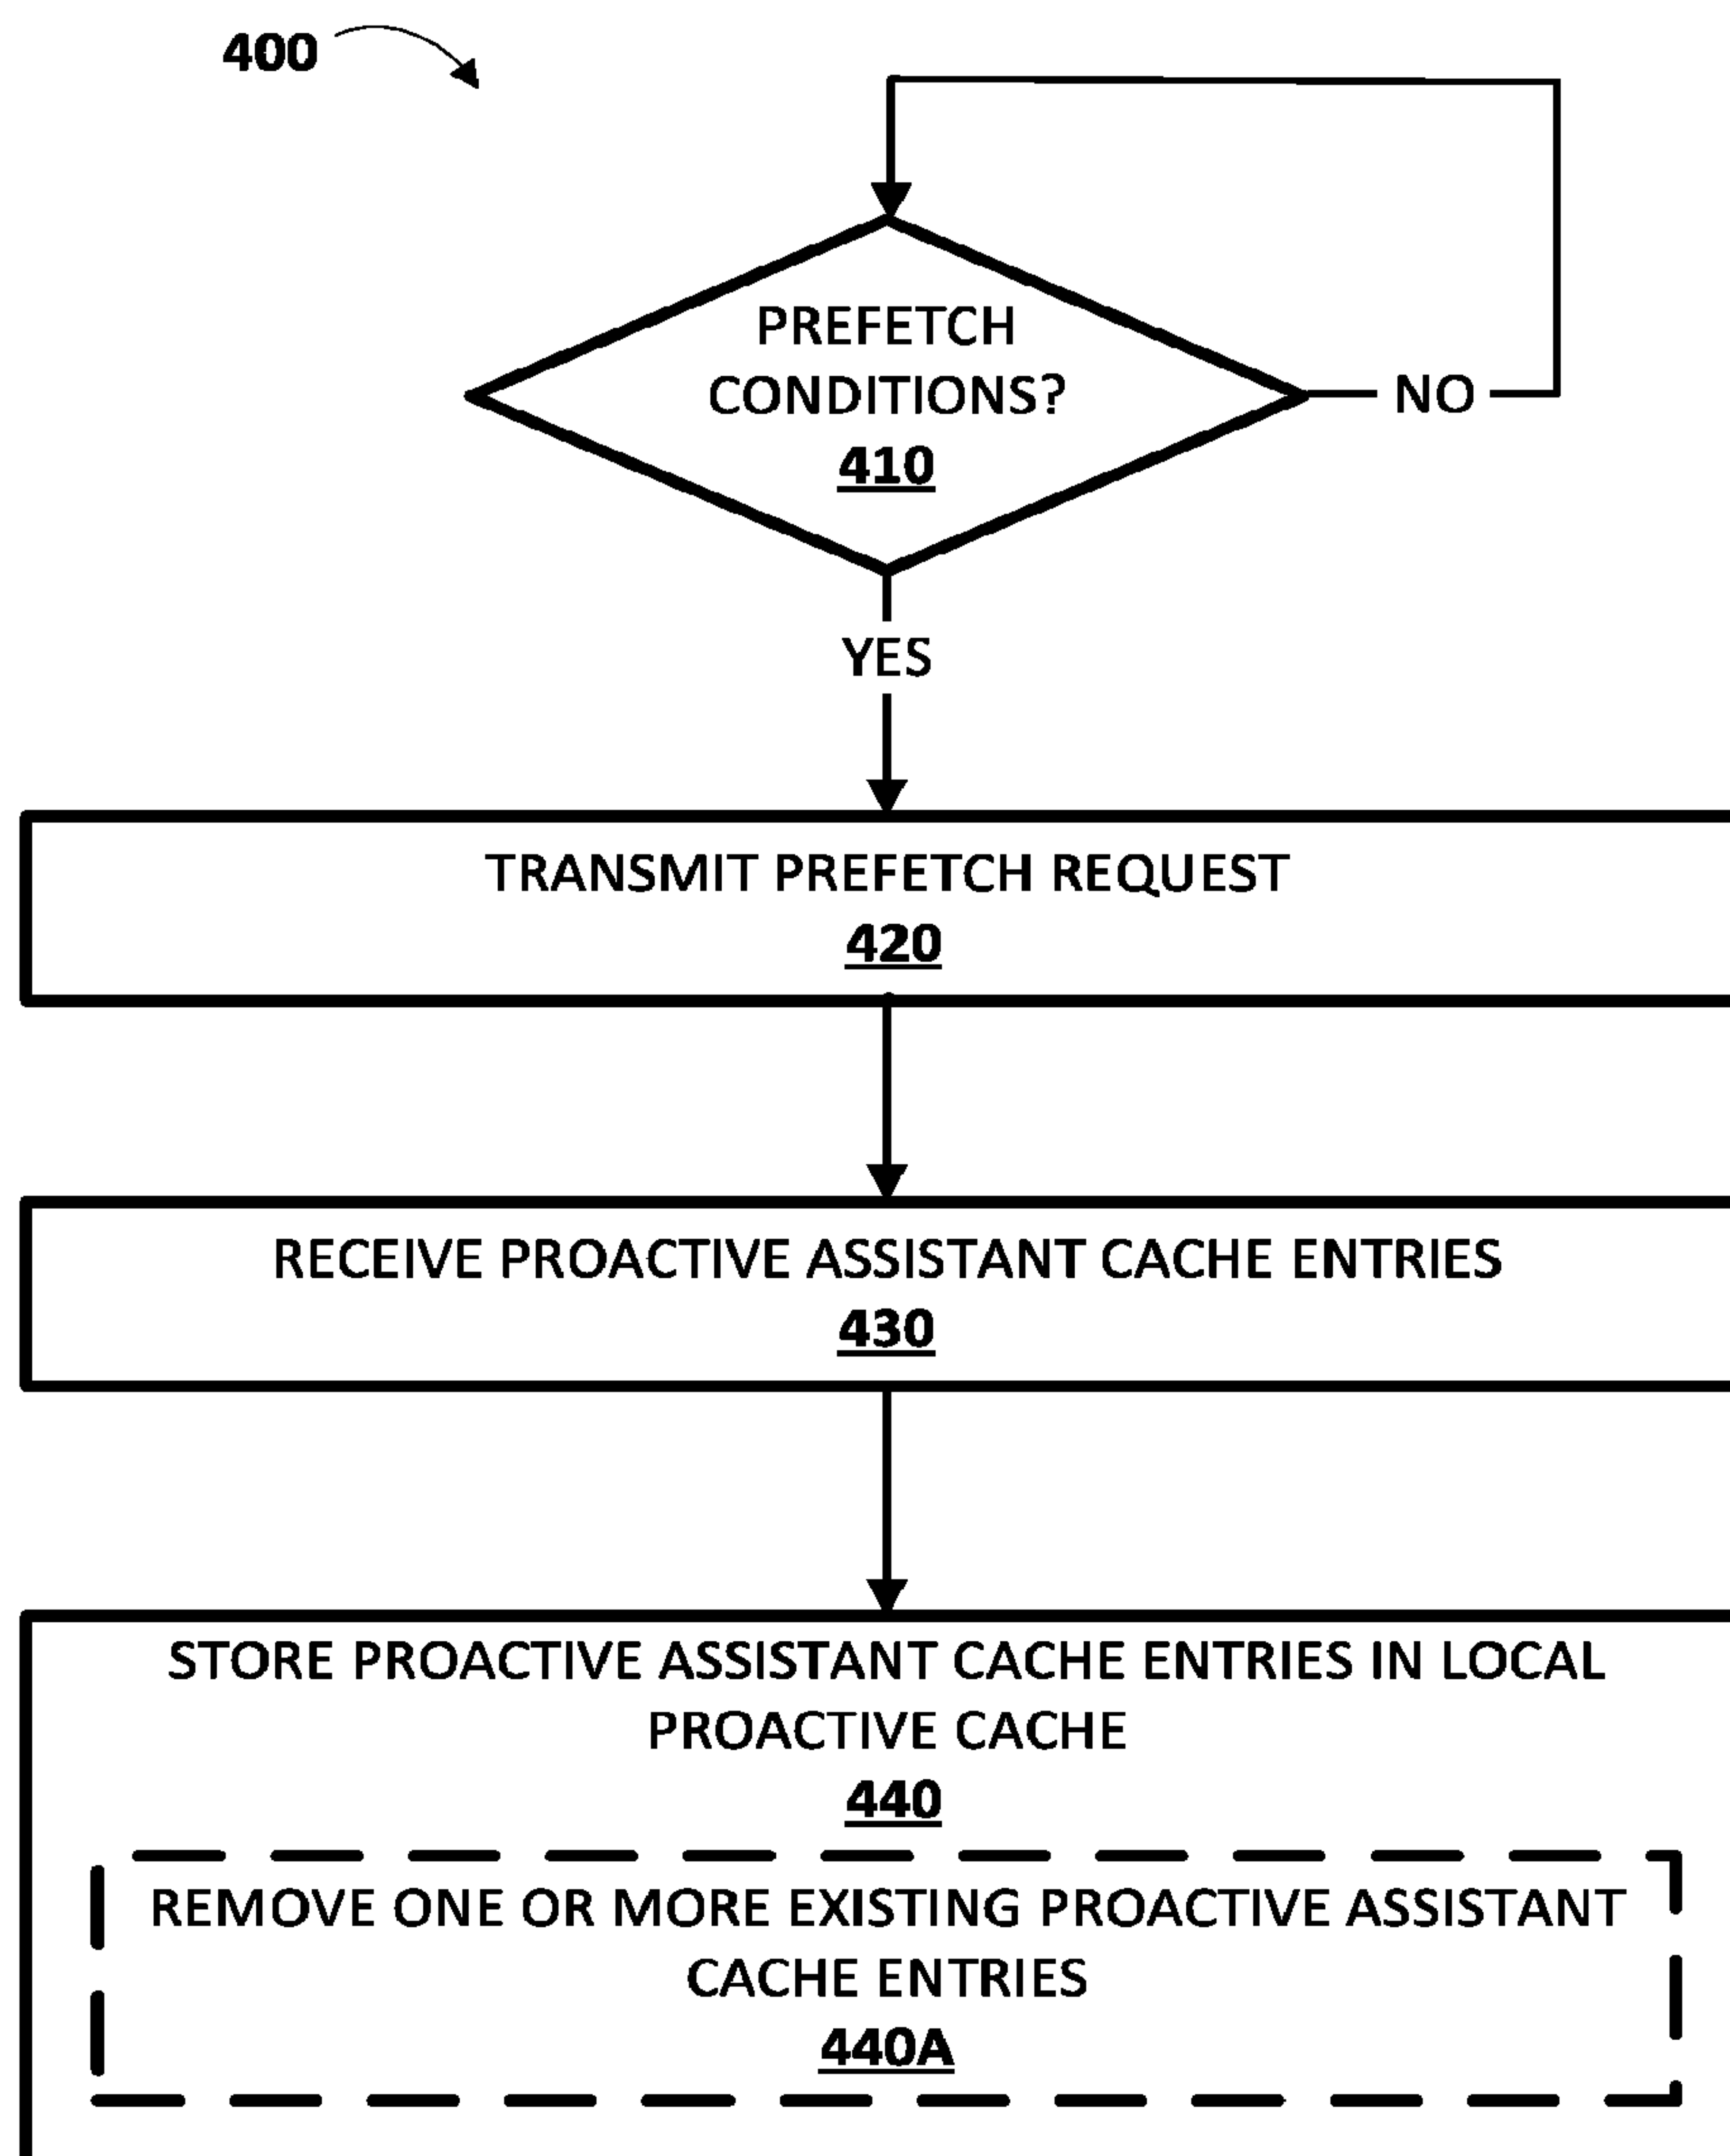 400
PREFETCH
CONDITIONS?
410
NO
YES
TRANSMIT PREFETCH REQUEST
420
RECEIVE PROACTIVE ASSISTANT CACHE ENTRIES
430
STORE PROACTIVE ASSISTANT CACHE ENTRIES IN LOCAL
PROACTIVE CACHE
440
REMOVE ONE OR MORE EXISTING PROACTIVE ASSISTANT
CACHE ENTRIES
440A